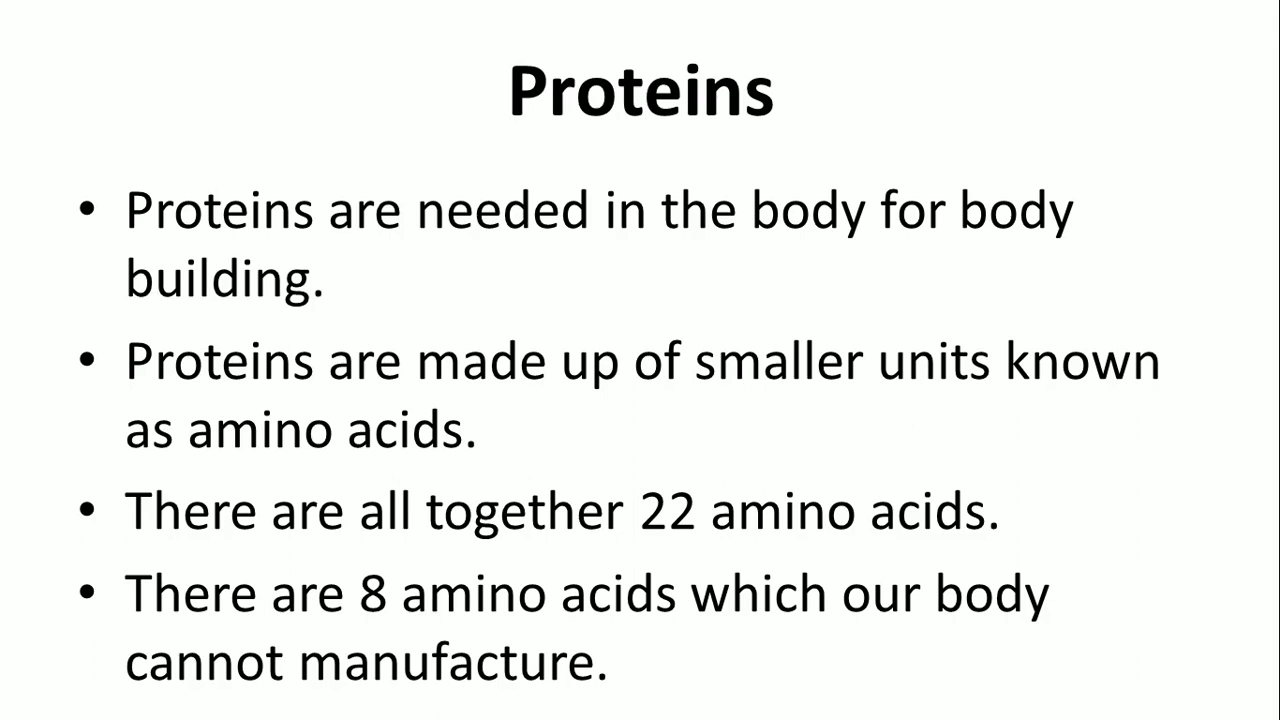 Proteins
• Proteins are needed in the body for body
building.
• Proteins are made up of smaller units known
as amino acids.
• There are all together 22 amino acids.
• There are 8 amino acids which our body
cannot manufacture.